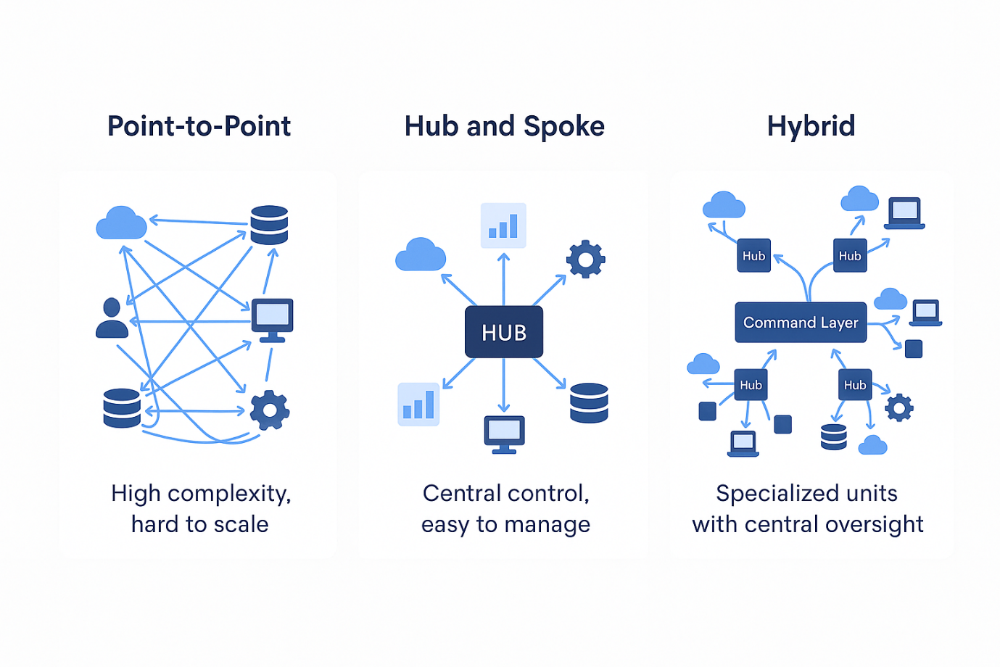 Point-to-Point
Hub and Spoke
Hybrid
Hub
Hub
HUB
Command Layer
Hub
Hub
High complexity,
hard to scale
Central control,
easy to manage
Specialized units
with central oversight